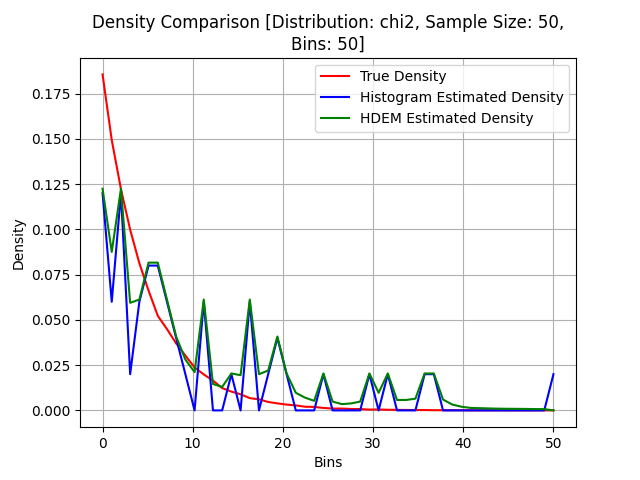 Density Comparison [Distribution: chi2, Sample Size: 50,
Bins: 50]
True Density
Histogram Estimated Density
HDEM Estimated Density
Density
0.175
0.150
0.125
0.100
0.075
0.050
0.025
0.000
0 10 20 30 40 50
Bins